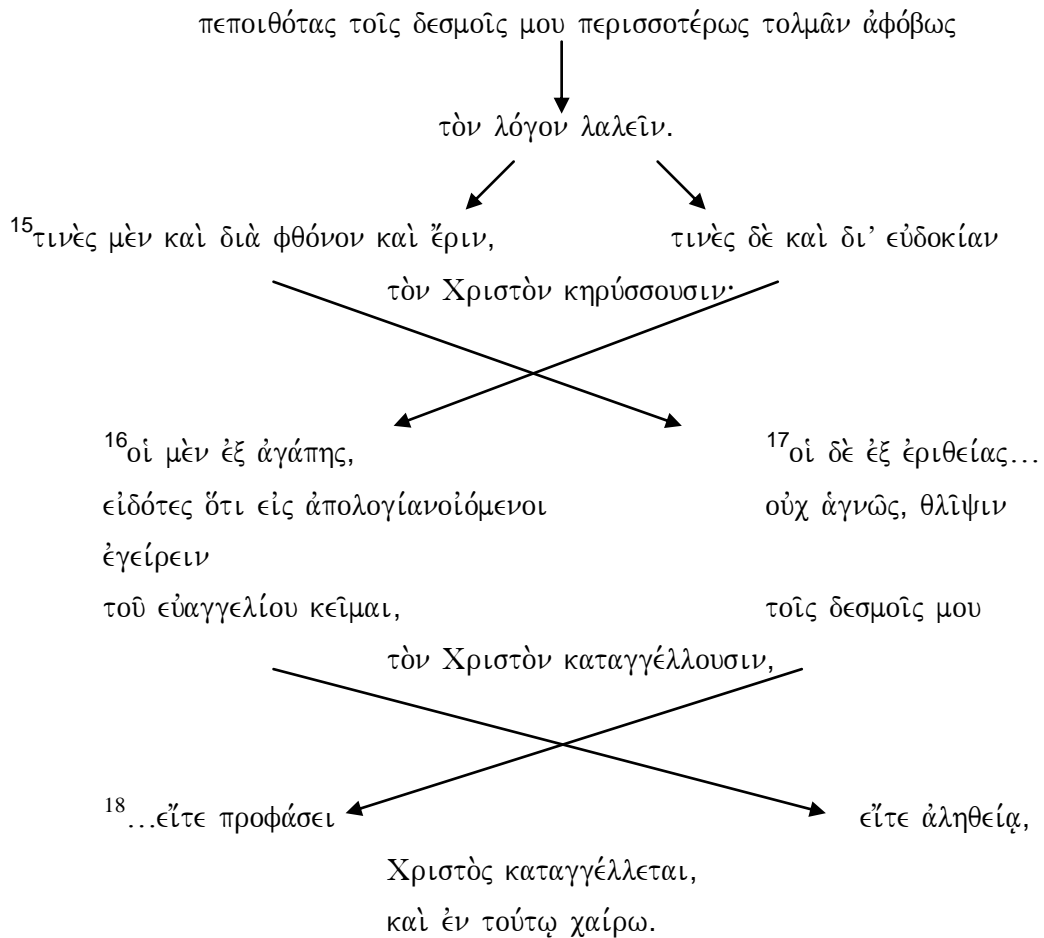 πεποιθότας τοῖς δεσμοῖς μου περισσοτέρως τολμᾶν ἀφόβως
τὸν λόγον λαλεῖν.
15τινὲς μὲν καὶ διὰ φθόνον καὶ ἔριν, τινὲς δὲ καὶ δι’ εὐδοκίαν
τὸν Χριστὸν κηρύσσουσιν·
16οἱ μὲν ἐξ ἀγάπης, 17οἱ δὲ ἐξ ἐριθείας…
εἰδότες ὅτι εἰς ἀπολογίανοἰόμενοι οὐχ ἁγνῶς, θλῖψιν
ἐγείρειν
τοῦ εὐαγγελίου κεῖμαι, τοῖς δεσμοῖς μου
τὸν Χριστὸν καταγγέλλουσιν,
18…εἴτε προφάσει εἴτε ἀληθείᾳ,
Χριστὸς καταγγέλλεται,
καὶ ἐν τούτῳ χαίρω.